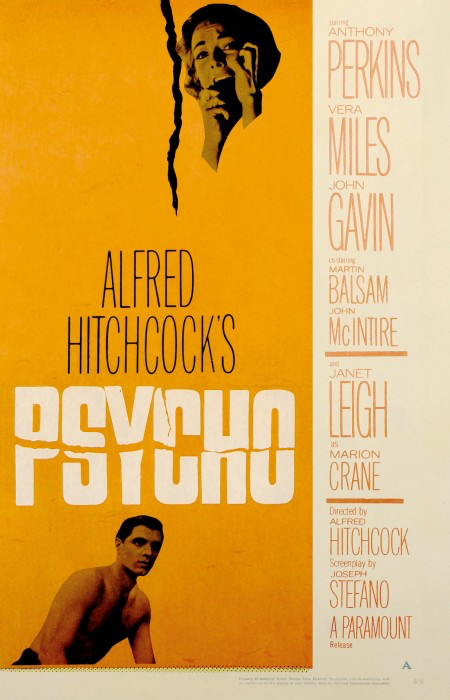 ALFRED
HITCHCOCK'S
PSYCHO
starring
ANTHONY
PERKINS
VERA
MILES
JOHN
GAVIN
co-starring
MARTIN
BALSAM
JOHN
McINTIRE
and
JANET
LEIGH
as
MARION
CRANE
Directed by
ALFRED
HITCHCOCK
Screenplay by
JOSEPH
STEFANO
A PARAMOUNT
Release
A